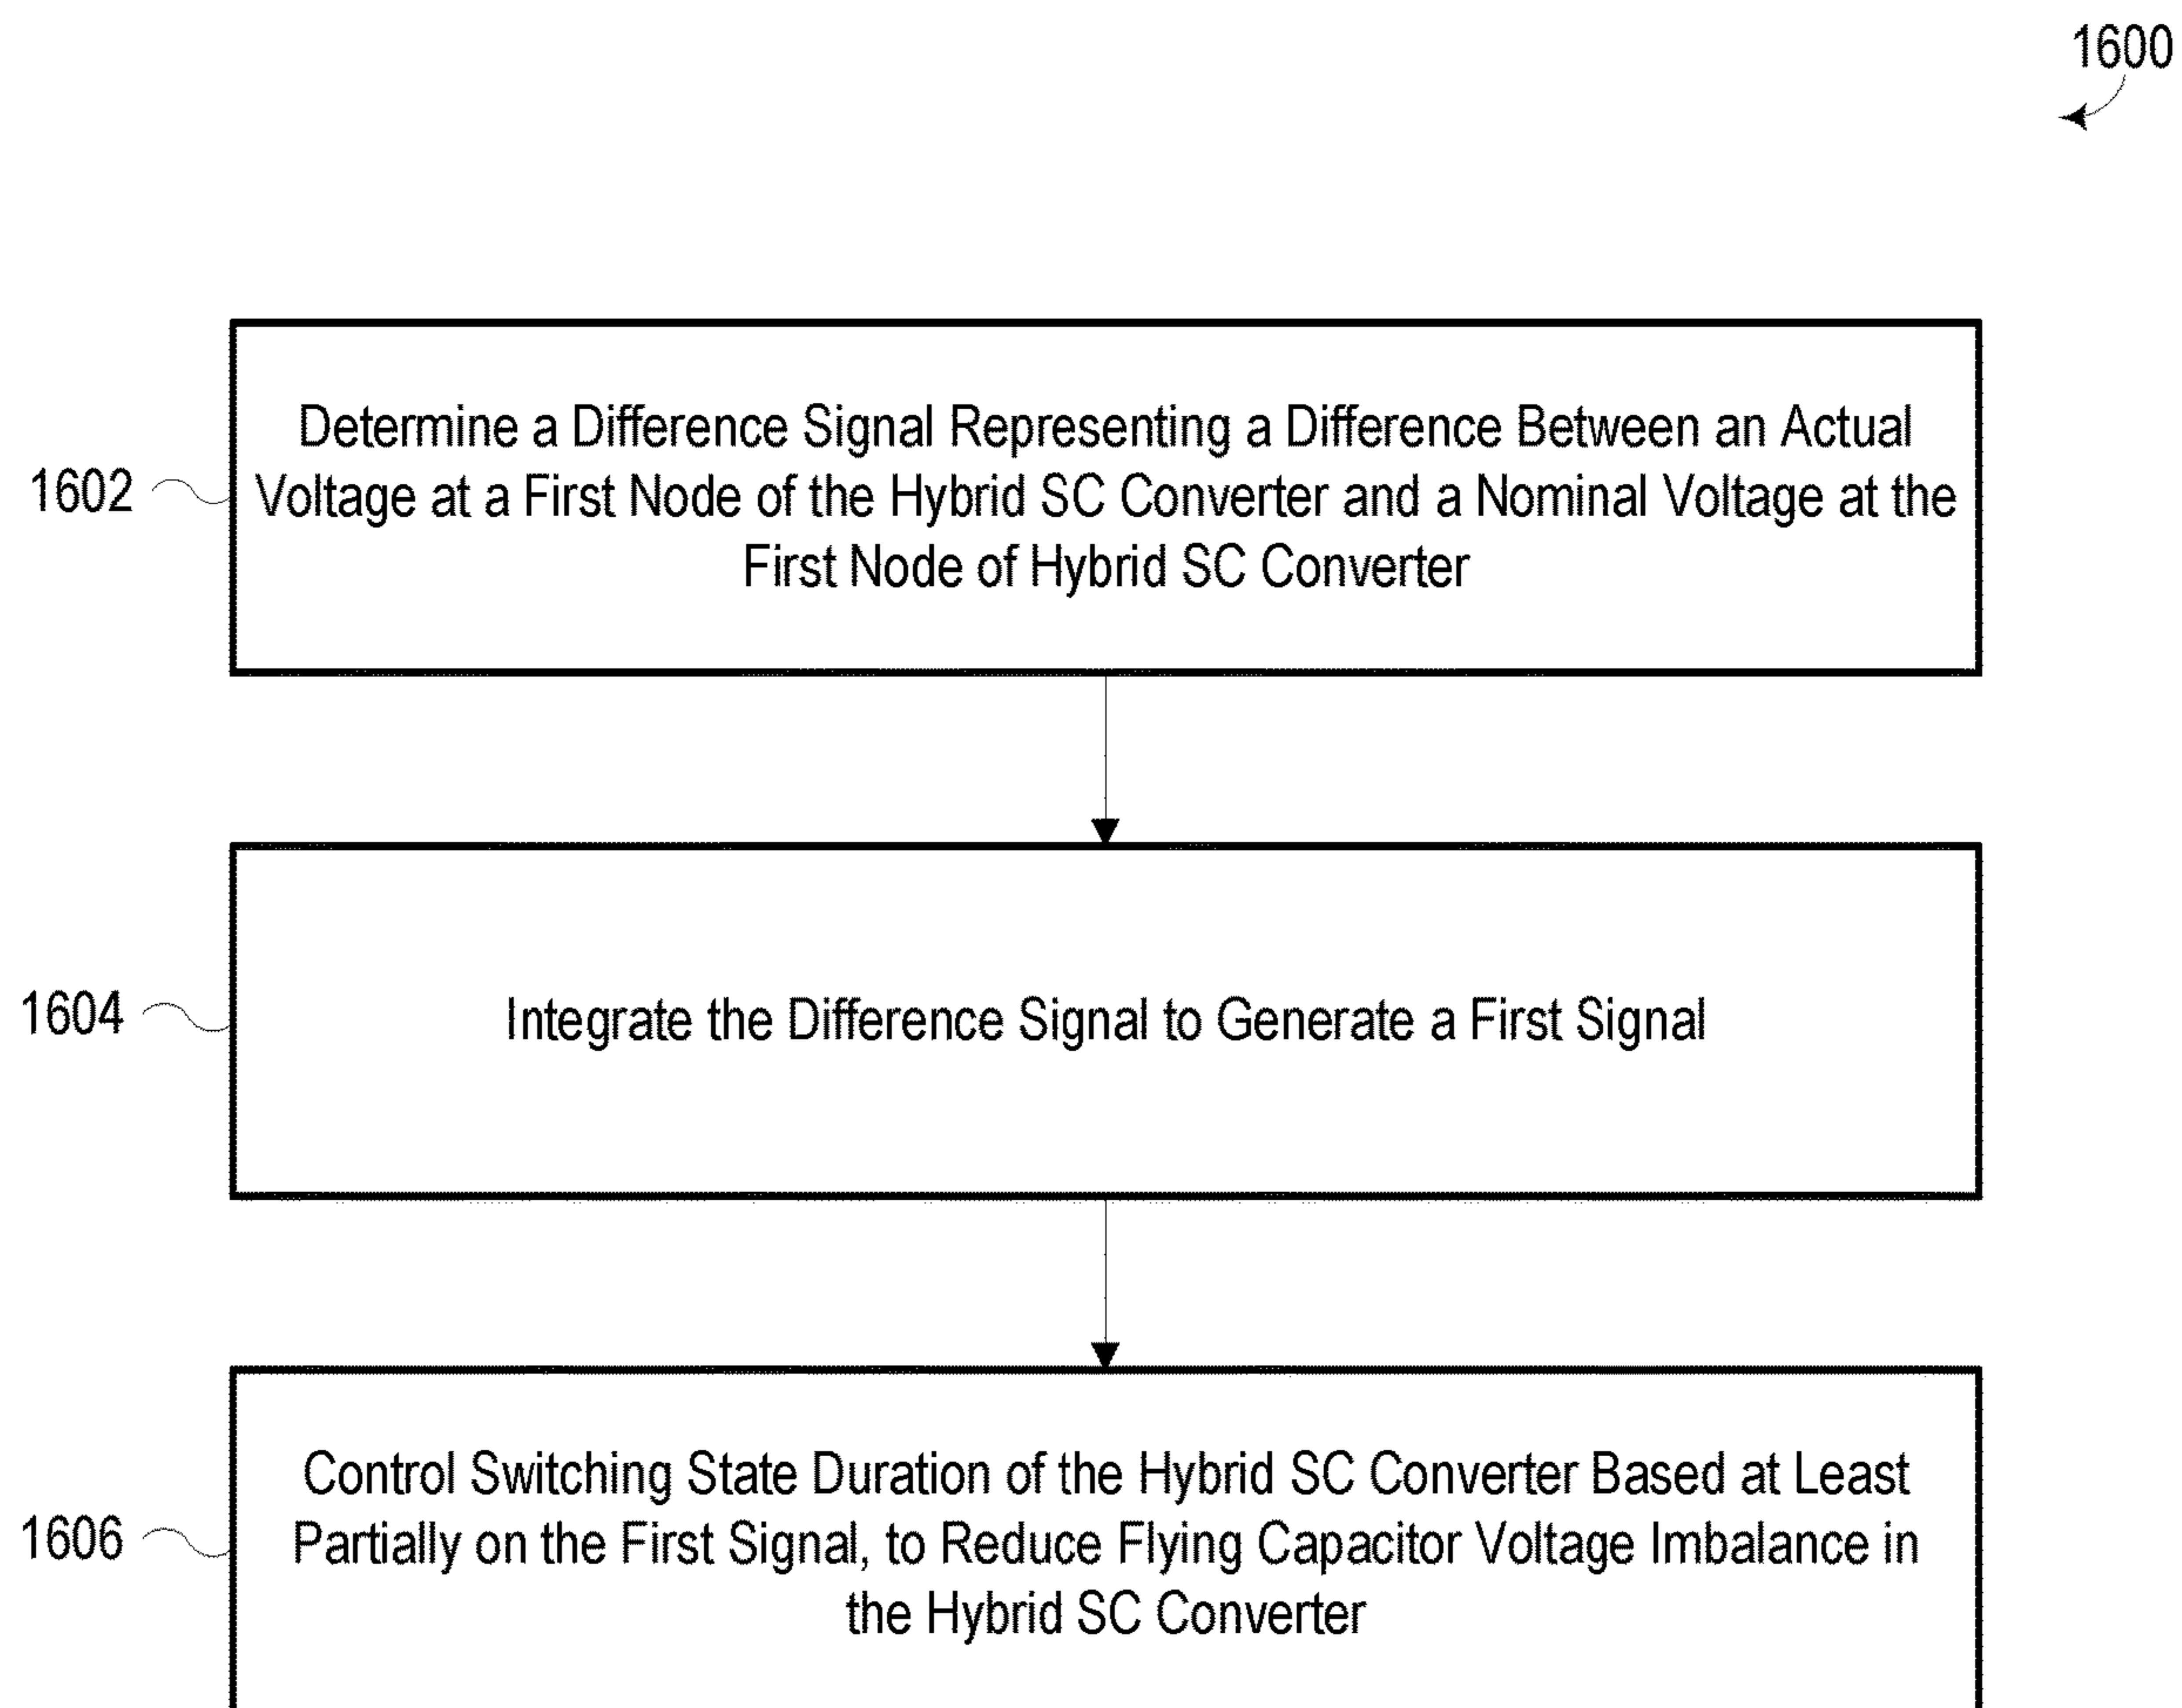 1600
Determine a Difference Signal Representing a Difference Between an Actual
1602
Voltage at a First Node of the Hybrid SC Converter and a Nominal Voltage at the
First Node of Hybrid SC Converter
1604
Integrate the Difference Signal to Generate a First Signal
Control Switching State Duration of the Hybrid SC Converter Based at Least
1606
Partially on the First Signal, to Reduce Flying Capacitor Voltage Imbalance in
the Hybrid SC Converter